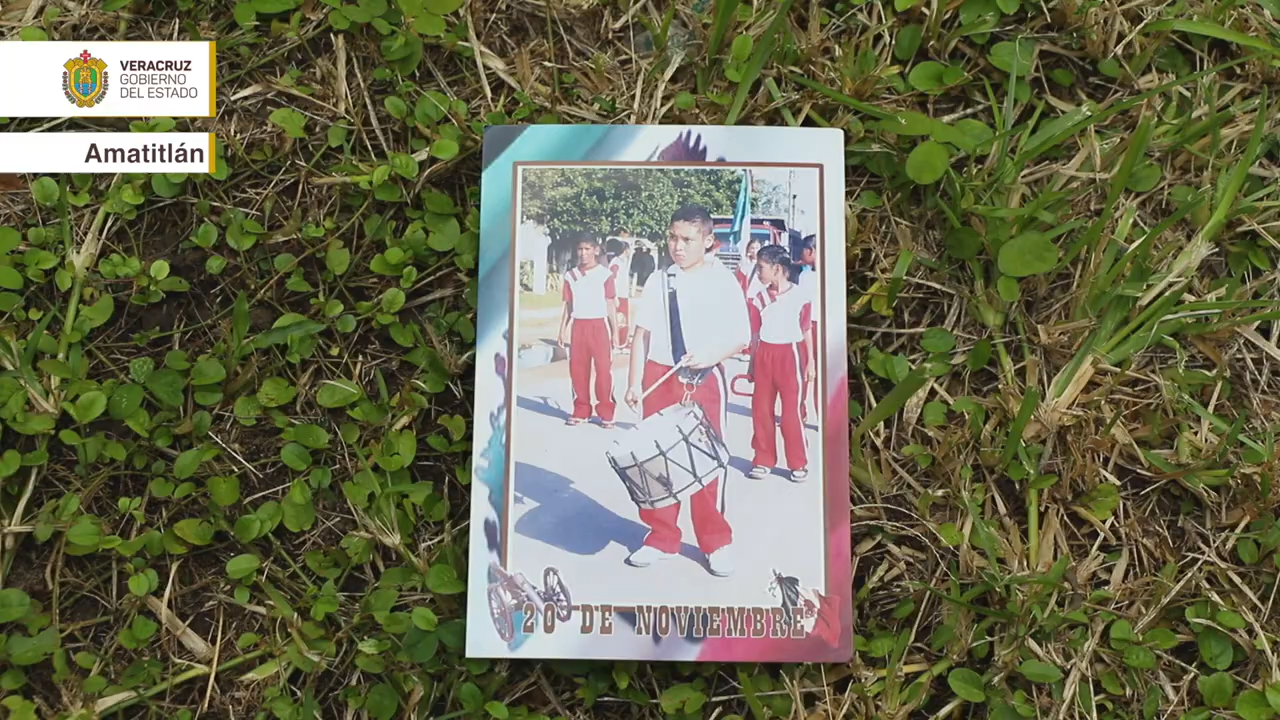 VERACRUZ
GOBIERNO
DEL ESTADO
Amatitlán
20 DE NOVIEMBRE